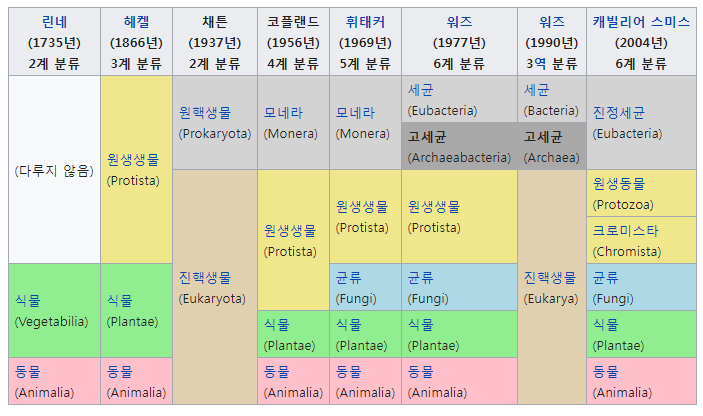 린네 헤켈 채튼 코플랜드 휘태커 워즈 워즈 캐빌리어 스미스
(1735년) (1866년) (1937년) (1956년) (1969년) (1977년) (1990년) (2004년)
2계 분류 3계 분류 2계 분류 4계 분류 5계 분류 6계 분류 3역 분류 6계 분류
세균 세균
원핵생물 모네라 모네라 (Eubacteria) (Bacteria) 진정세균
(Prokaryota) (Monera) (Monera) 고세균 고세균 (Eubacteria)
원생생물 (Archaeabacteria) (Archaea)
(다루지 않음) (Protista)
원생동물
원생생물 원생생물 (Protozoa)
원생생물 (Protista) (Protista) 크로미스타
(Protista) (Chromista)
진핵생물 균류 균류 진핵생물 균류
식물 식물 (Eukaryota) (Fungi) (Fungi) (Eukarya) (Fungi)
(Vegetabilia) (Plantae) 식물 식물 식물 식물
(Plantae) (Plantae) (Plantae) (Plantae)
동물 동물 동물 동물 동물 동물
(Animalia) (Animalia) (Animalia) (Animalia) (Animalia) (Animalia)